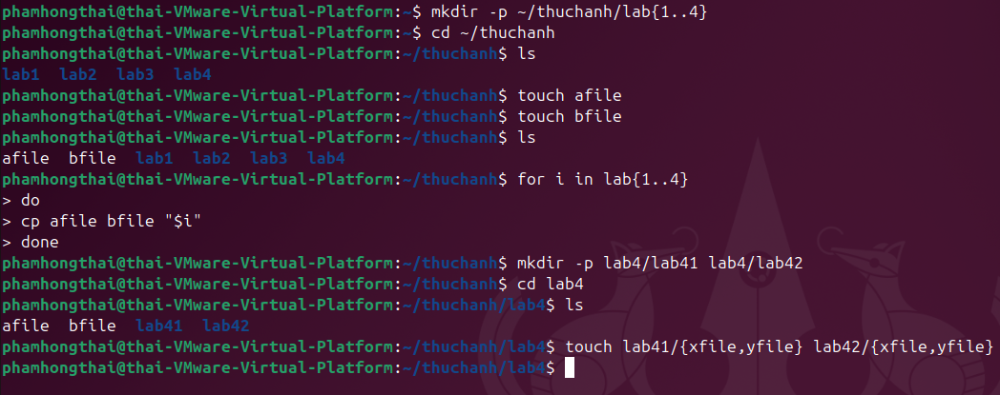 phamhongthai@thai-VMware-Virtual-Platform:~$ mkdir -p ~/thuchanh/lab{1..4}
phamhongthai@thai-VMware-Virtual-Platform:~$ cd ~/thuchanh
phamhongthai@thai-VMware-Virtual-Platform:~/thuchanh$ ls
lab1  lab2  lab3  lab4
phamhongthai@thai-VMware-Virtual-Platform:~/thuchanh$ touch afile
phamhongthai@thai-VMware-Virtual-Platform:~/thuchanh$ touch bfile
phamhongthai@thai-VMware-Virtual-Platform:~/thuchanh$ ls
afile  bfile  lab1  lab2  lab3  lab4
phamhongthai@thai-VMware-Virtual-Platform:~/thuchanh$ for i in lab{1..4}
> do
> cp afile bfile "$i"
> done
phamhongthai@thai-VMware-Virtual-Platform:~/thuchanh$ mkdir -p lab4/lab41 lab4/lab42
phamhongthai@thai-VMware-Virtual-Platform:~/thuchanh$ cd lab4
phamhongthai@thai-VMware-Virtual-Platform:~/thuchanh/lab4$ ls
afile  bfile  lab41  lab42
phamhongthai@thai-VMware-Virtual-Platform:~/thuchanh/lab4$ touch lab41/{xfile,yfile} lab42/{xfile,yfile}
phamhongthai@thai-VMware-Virtual-Platform:~/thuchanh/lab4$